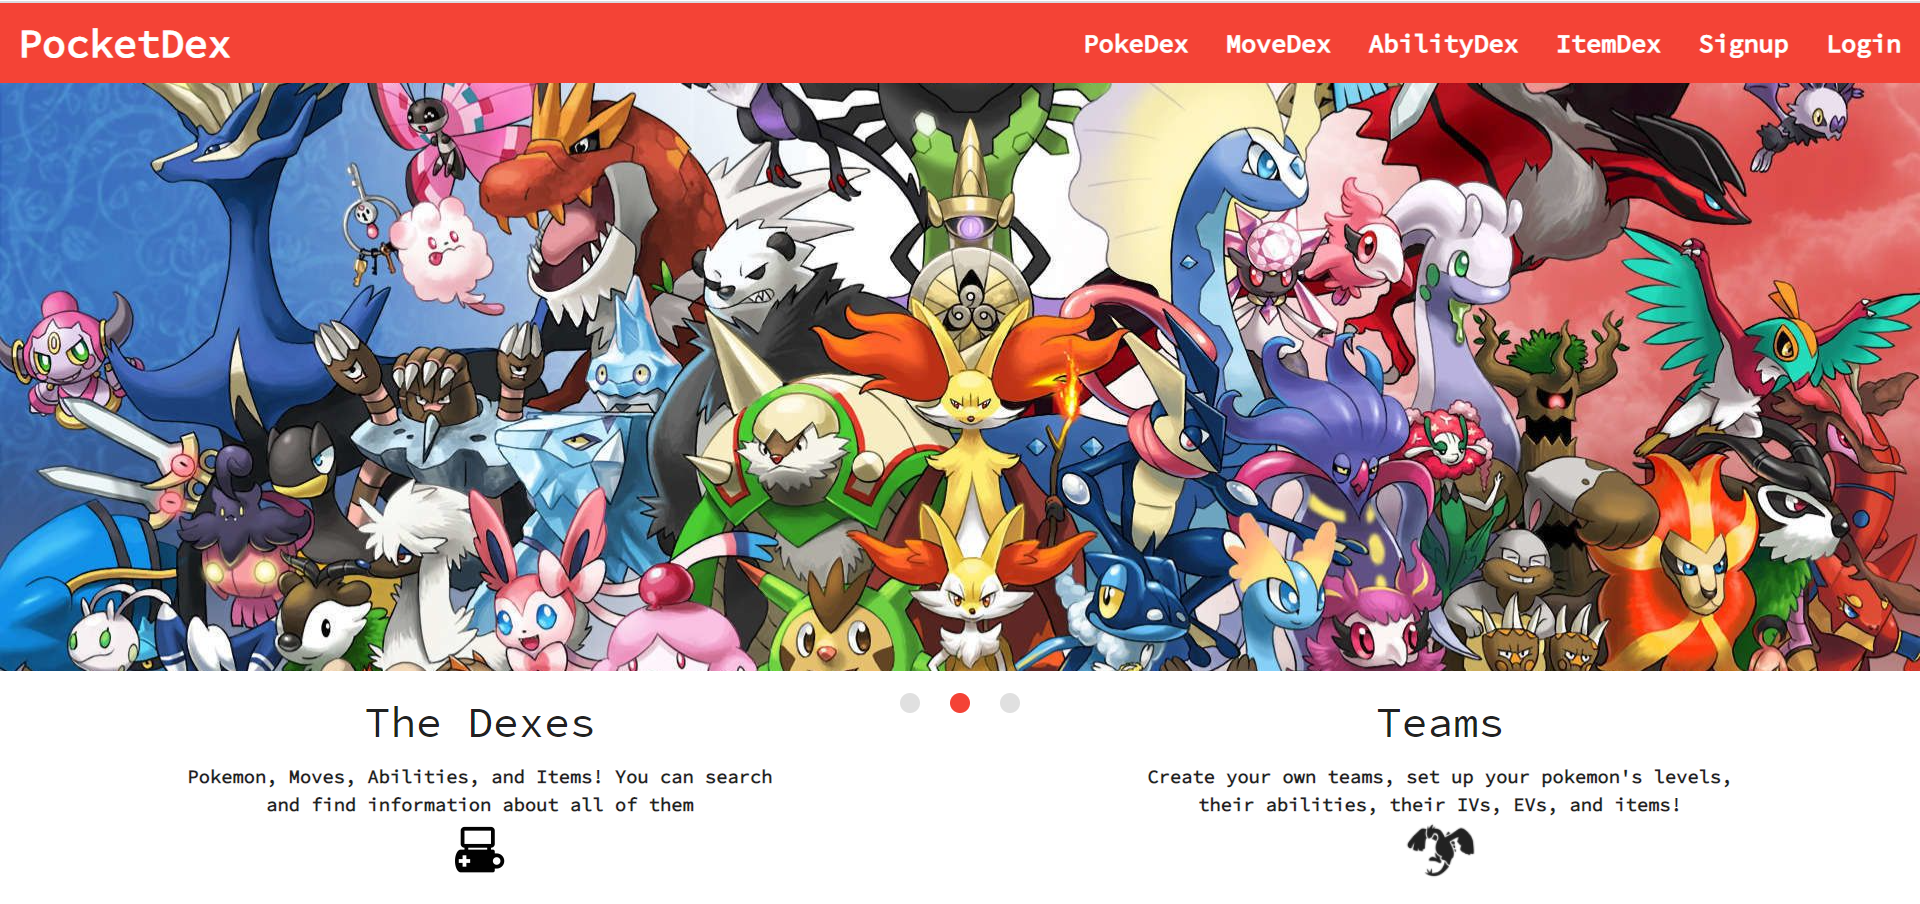 PocketDex PokeDex MoveDex AbilityDex ItemDex Signup Login
The Dexes
Pokemon, Moves, Abilities, and Items! You can search
and find information about all of them
Teams
Create your own teams, set up your pokemon's levels,
their abilities, their IVs, EVs, and items!